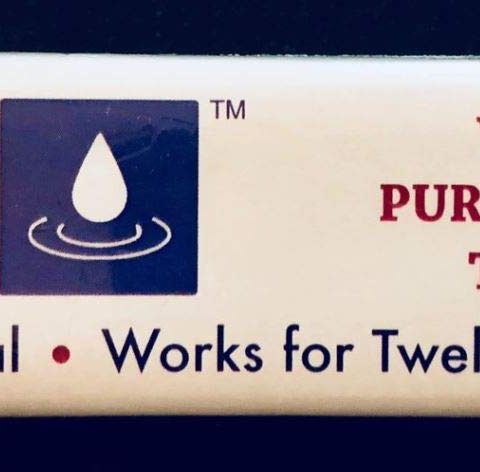 TM
PUR
T
al • Works for Twel